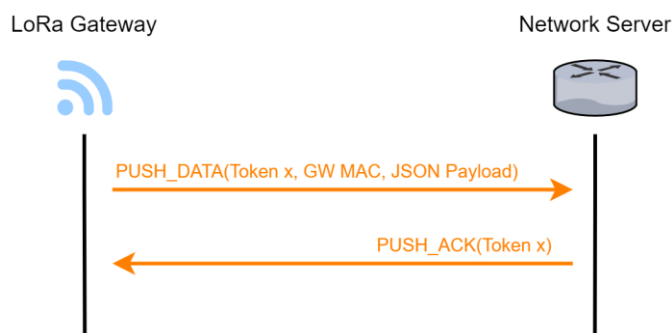 LoRa Gateway
Network Server
PUSH_DATA(Token x, GW MAC, JSON Payload)
PUSH_ACK(Token x)